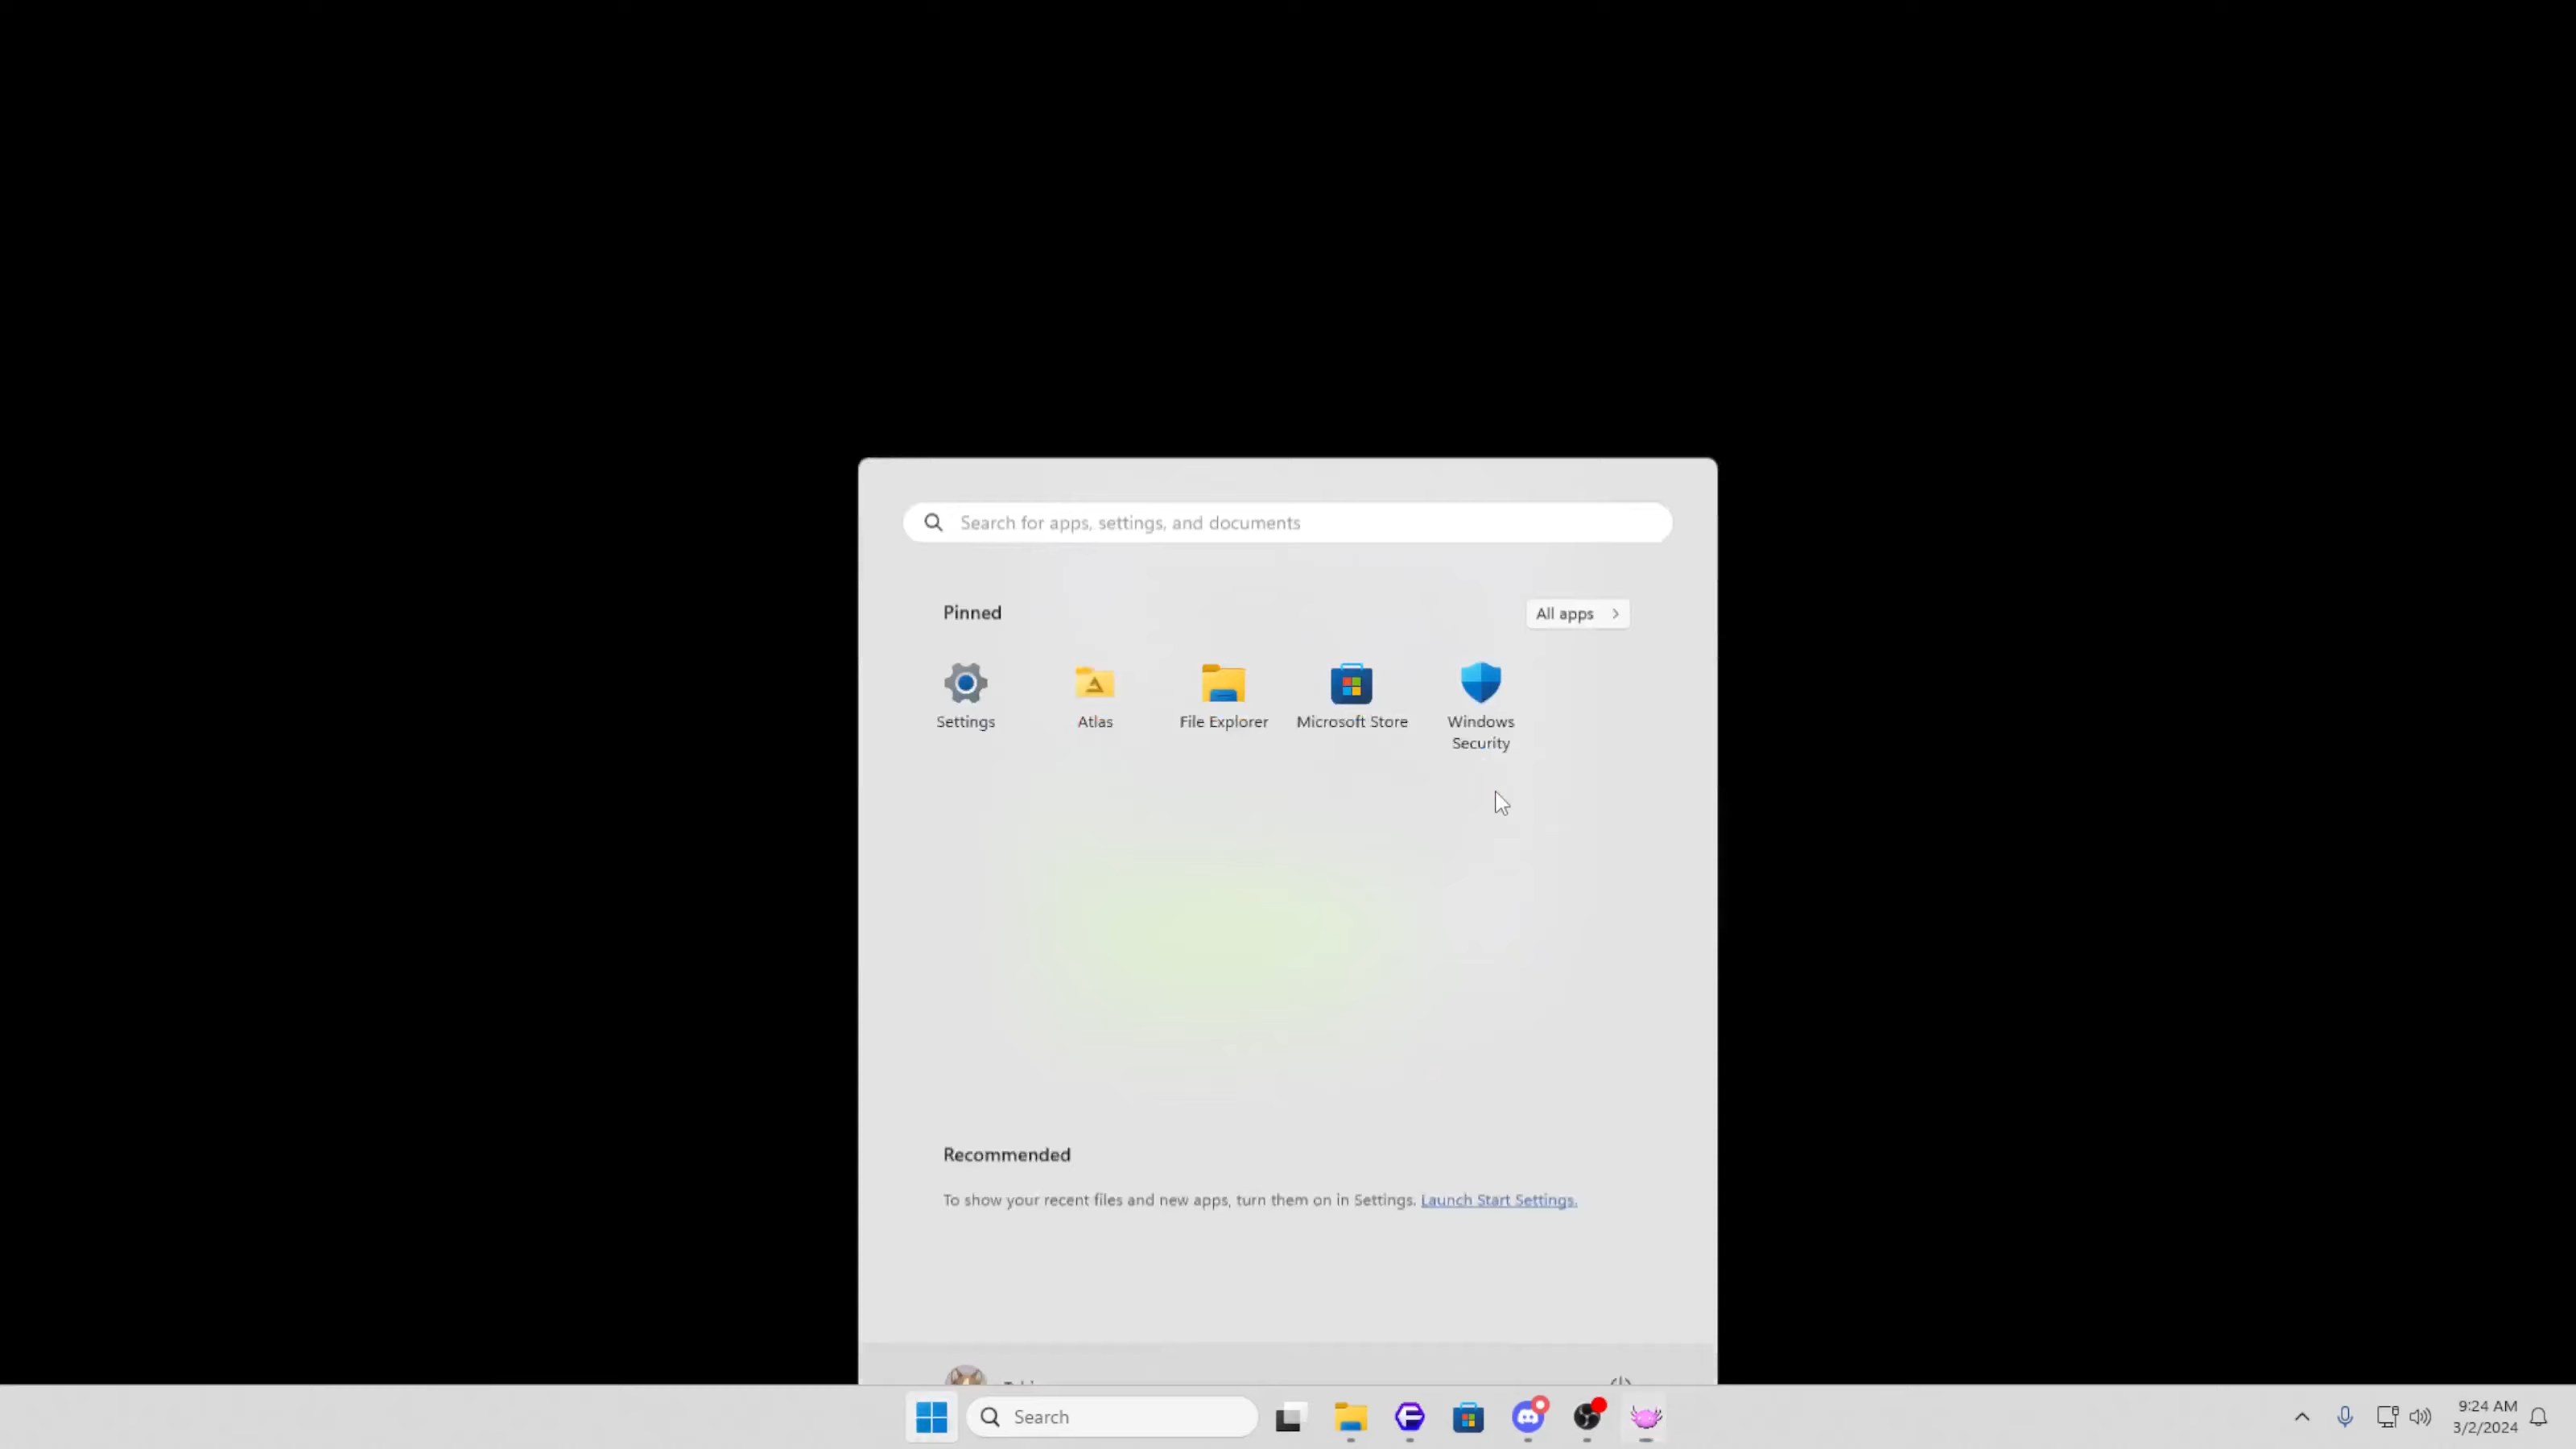 Search for apps, settings, and documents
Pinned
All apps
Settings
Atlas
File Explorer
Microsoft Store
Windows
Security
Recommended
To show your recent files and new apps, turn them on in Settings. Launch Start Settings.
Search
9:24 AM
3/2/2024